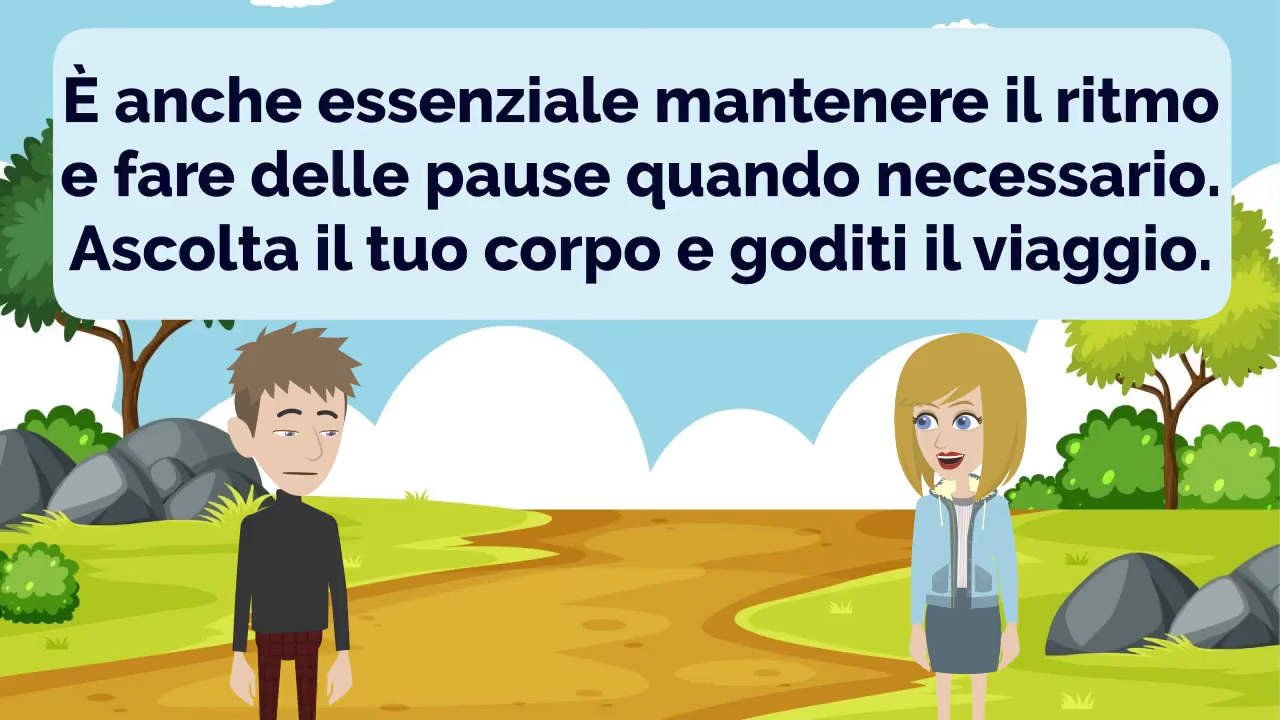 È anche essenziale mantenere il ritmo
e fare delle pause quando necessario.
Ascolta il tuo corpo e goditi il viaggio.